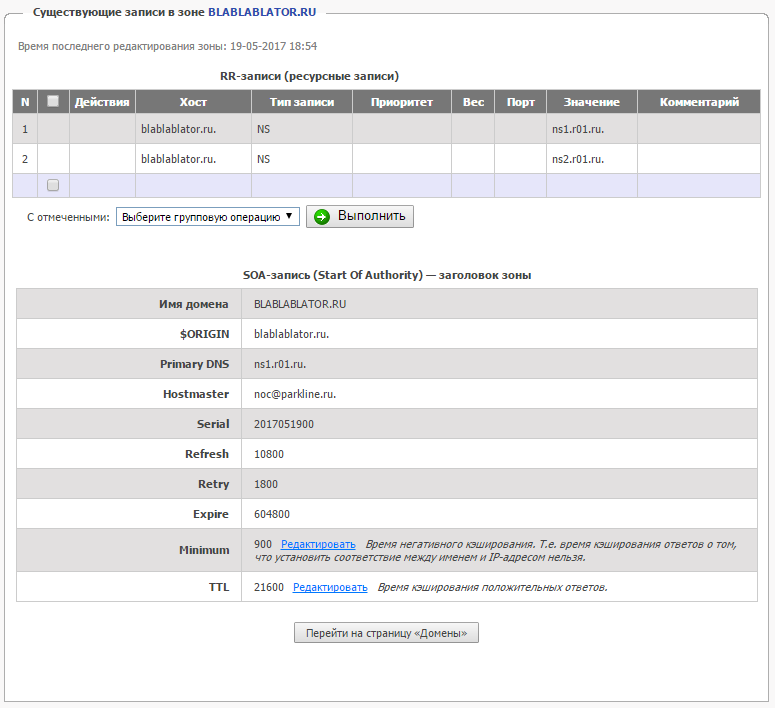 Существующие записи в зоне BLABLABLATOR.RU
Время последнего редактирования зоны: 19-05-2017 18:54
RR-записи (ресурсные записи)
N Действия Хост Тип записи Приоритет Вес Порт Значение Комментарий
1 blablablator.ru. NS ns1.r01.ru.
2 blablablator.ru. NS ns2.r01.ru.
С отмеченными: Выберите групповую операцию Выполнить
SOA-запись (Start Of Authority) — заголовок зоны
Имя домена BLABLABLATOR.RU
$ORIGIN blablablator.ru.
Primary DNS ns1.r01.ru.
Hostmaster noc@parkline.ru.
Serial 2017051900
Refresh 10800
Retry 1800
Expire 604800
Minimum 900 Редактировать Время негативного кэширования. Т.е. время кэширования ответов о том,
что установить соответствие между именем и IP-адресом нельзя.
TTL 21600 Редактировать Время кэширования положительных ответов.
Перейти на страницу «Домены»